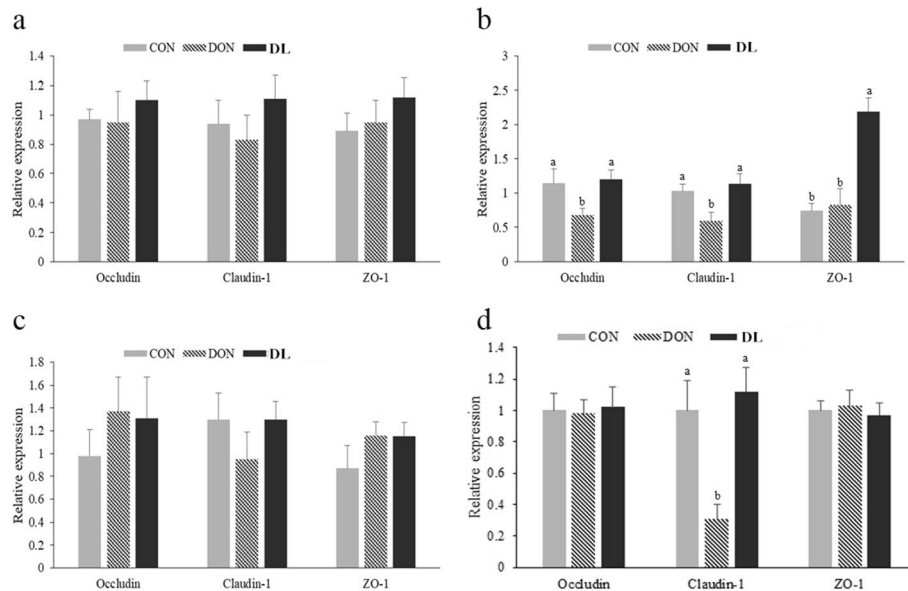 a
CON DON DL
Relative expression
1.4
1.2
1
0.8
0.6
0.4
0.2
0
Occludin Claudin-1 ZO-1
b
CON DON DL
Relative expression
3
2.5
2
1.5
1
0.5
0
a b a
a b a
b b a
Occludin Claudin-1 ZO-1
c
CON DON DL
Relative expression
1.8
1.6
1.4
1.2
1
0.8
0.6
0.4
0.2
0
Occludin Claudin-1 ZO-1
d
CON DON DL
Relative expression
1.4
1.2
1
0.8
0.6
0.4
0.2
0
a b a
Occludin Claudin-1 ZO-1